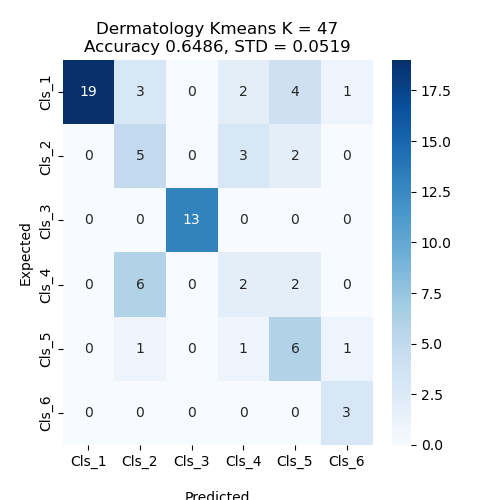 Dermatology Kmeans K = 47
Accuracy 0.6486, STD = 0.0519
Expected
Cls_1 19 3 0 2 4 1
Cls_2 0 5 0 3 2 0
Cls_3 0 0 13 0 0 0
Cls_4 0 6 0 2 2 0
Cls_5 0 1 0 1 6 1
Cls_6 0 0 0 0 0 3
Cls_1 Cls_2 Cls_3 Cls_4 Cls_5 Cls_6
Predicted
17.5
15.0
12.5
10.0
7.5
5.0
2.5
0.0